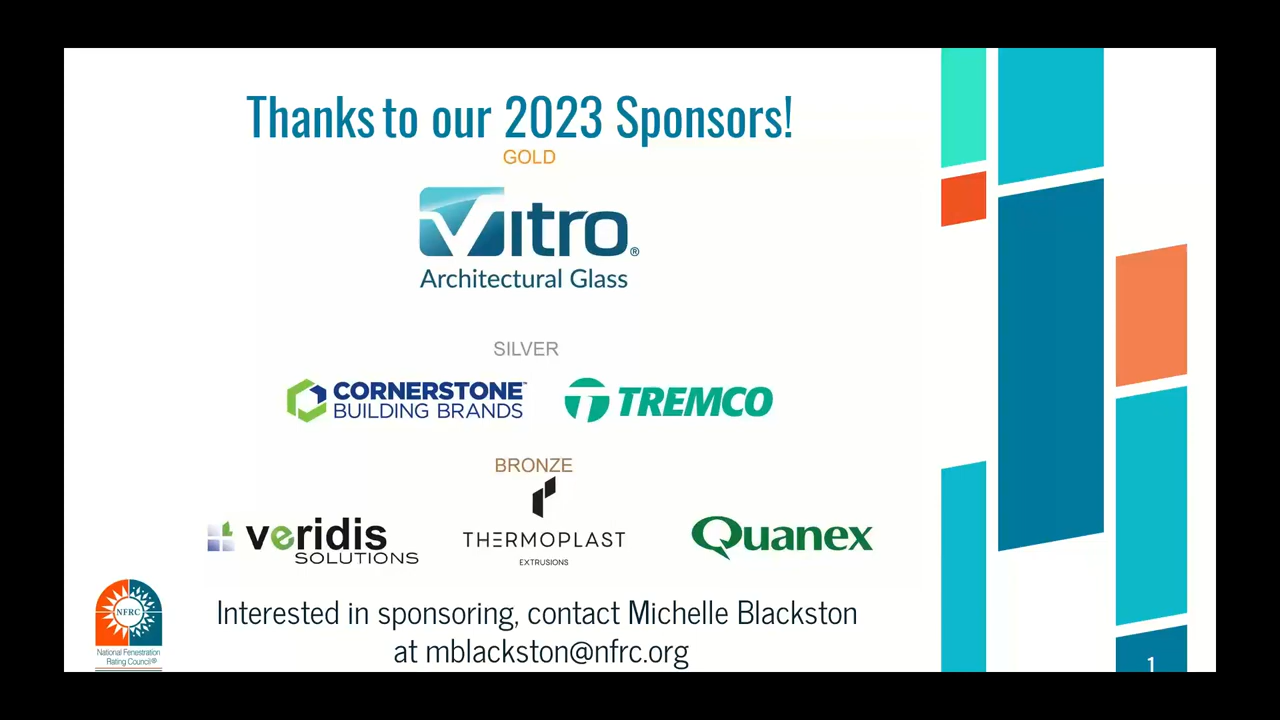 Thanks to our 2023 Sponsors!
GOLD
Vitro®
Architectural Glass
SILVER
CORNERSTONE™
BUILDING BRANDS
TREMCO
BRONZE
veridis
SOLUTIONS
THERMOPLAST
EXTRUSIONS
Quanex
NFRC
National Fenestration
Rating Council®
Interested in sponsoring, contact Michelle Blackston
at mblackston@nfrc.org
1